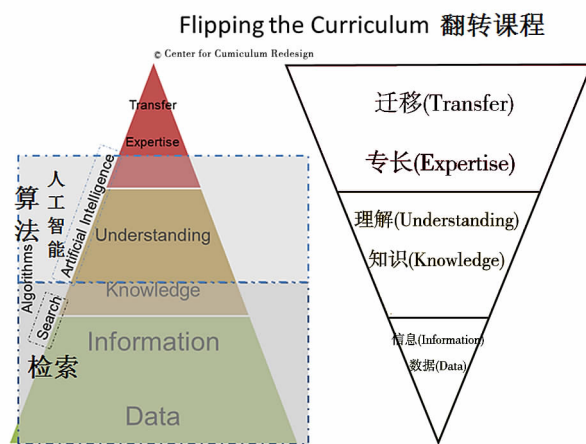 Flipping the Curriculum 翻转课程
© Center for Cumiculum Redesign
Transfer
Expertise
Understanding
Knowledge
Information
Data
算法
Algorithms
人工智能
Artificial Intelligence
Search
检索
迁移(Transfer)
专长(Expertise)
理解(Understanding)
知识(Knowledge)
信息(Information)
数据(Data)